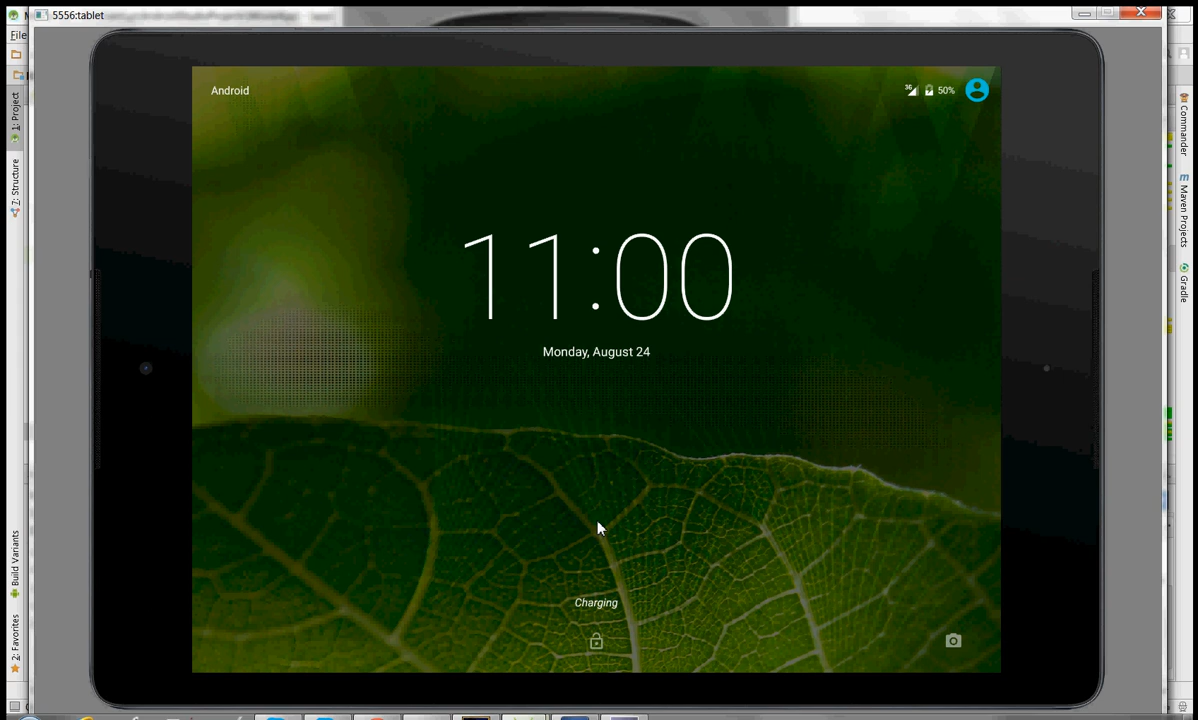 5556:tablet
File
Android
3G
50%
11:00
Monday, August 24
Charging
1: Project
7: Structure
Build Variants
2: Favorites
Commander
m
Maven Projects
Gradle